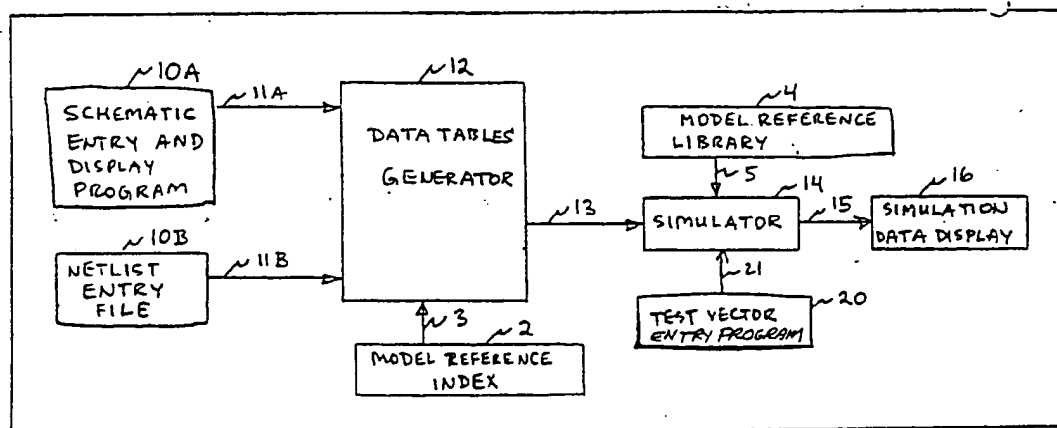 10A
SCHEMATIC
ENTRY AND
DISPLAY
PROGRAM
11A
10B
NETLIST
ENTRY
FILE
11B
12
DATA TABLES
GENERATOR
3
2
MODEL REFERENCE
INDEX
13
4
MODEL REFERENCE
LIBRARY
5
14
SIMULATOR
15
16
SIMULATION
DATA DISPLAY
21
20
TEST VECTOR
ENTRY PROGRAM